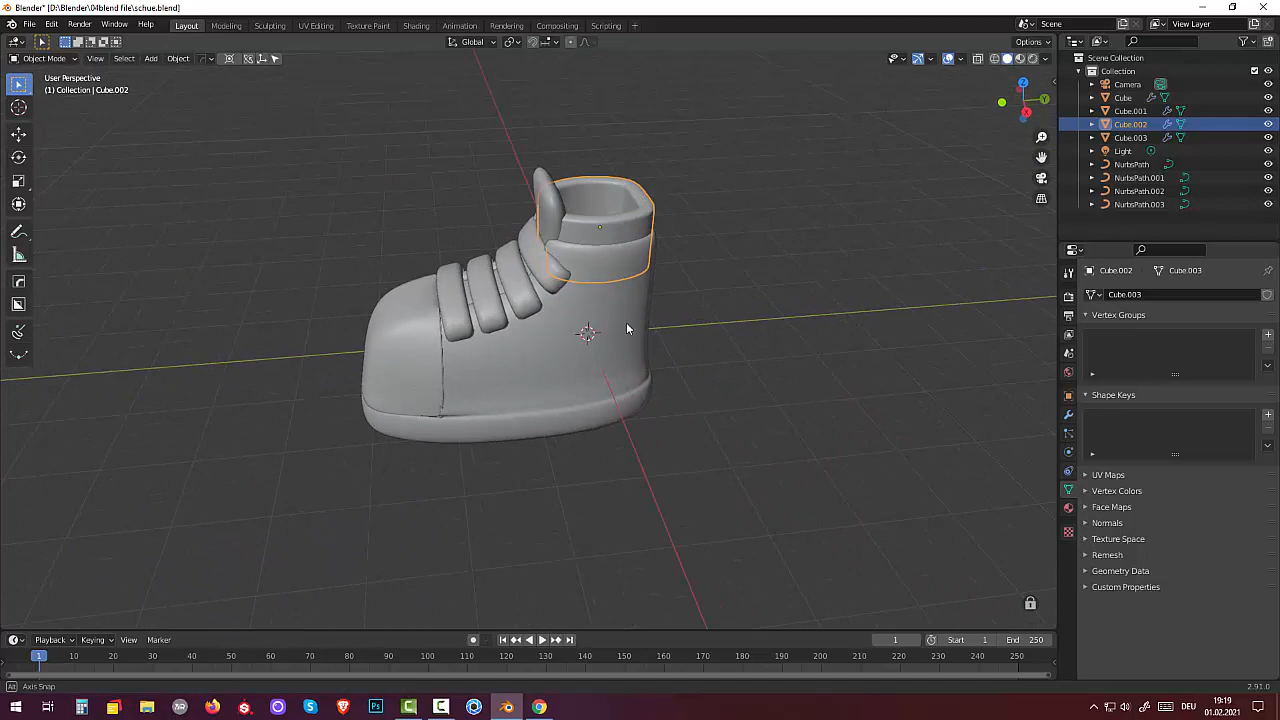 Blender* [D:\Blender\04blend file\schue.blend]
File Edit Render Window Help Layout Modeling Sculpting UV Editing Texture Paint Shading Animation Rendering Compositing Scripting + Scene View Layer
Global Options
Object Mode View Select Add Object
User Perspective
(1) Collection | Cube.002
Z
Y
X
Scene Collection
Collection
Camera
Cube
Cube.001
Cube.002
Cube.003
Light
NurbsPath
NurbsPath.001
NurbsPath.002
NurbsPath.003
Cube.002 Cube.003
Cube.003
Vertex Groups
Shape Keys
UV Maps
Vertex Colors
Face Maps
Normals
Texture Space
Remesh
Geometry Data
Custom Properties
Playback Keying View Marker 1 Start 1 End 250
1 10 20 30 40 50 60 70 80 90 100 110 120 130 140 150 160 170 180 190 200 210 220 230 240 250
Alt Axis Snap 2.91.0
Ps DEU 19:19
01.02.2021